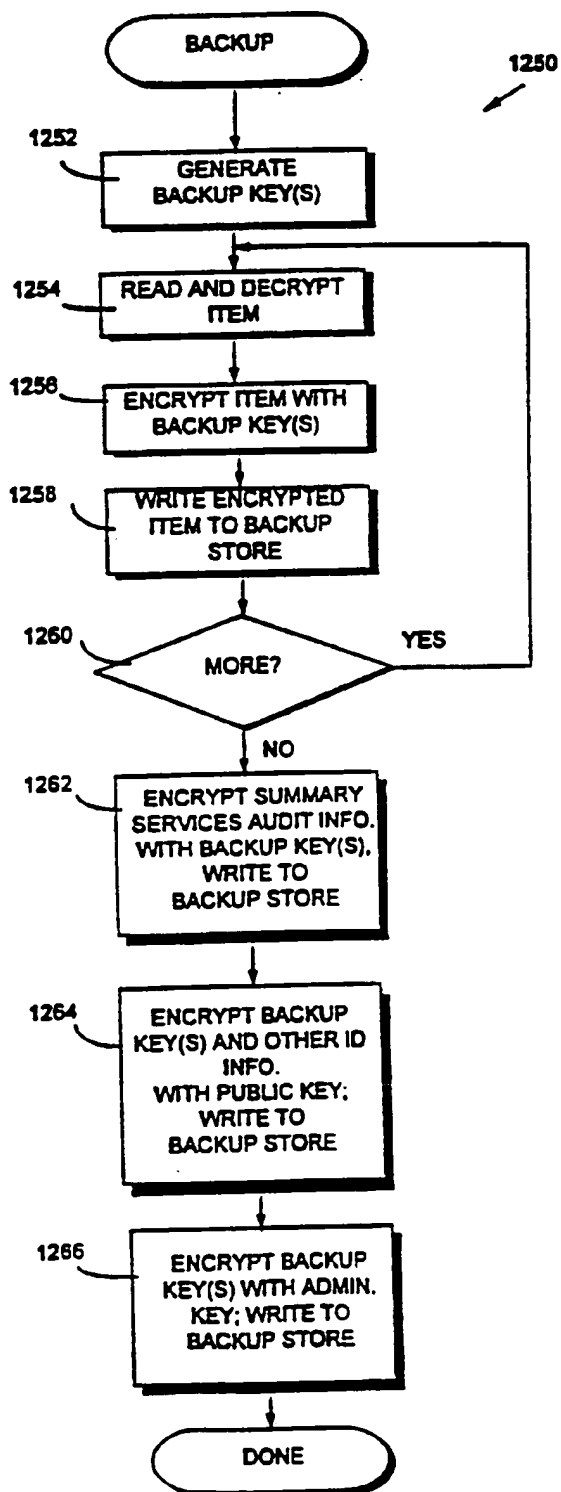 BACKUP
1250
1252
GENERATE
BACKUP KEY(S)
1254
READ AND DECRYPT
ITEM
1256
ENCRYPT ITEM WITH
BACKUP KEY(S)
1258
WRITE ENCRYPTED
ITEM TO BACKUP
STORE
1260
MORE?
YES
NO
1262
ENCRYPT SUMMARY
SERVICES AUDIT INFO.
WITH BACKUP KEY(S),
WRITE TO
BACKUP STORE
1264
ENCRYPT BACKUP
KEY(S) AND OTHER ID
INFO.
WITH PUBLIC KEY;
WRITE TO
BACKUP STORE
1266
ENCRYPT BACKUP
KEY(S) WITH ADMIN.
KEY; WRITE TO
BACKUP STORE
DONE